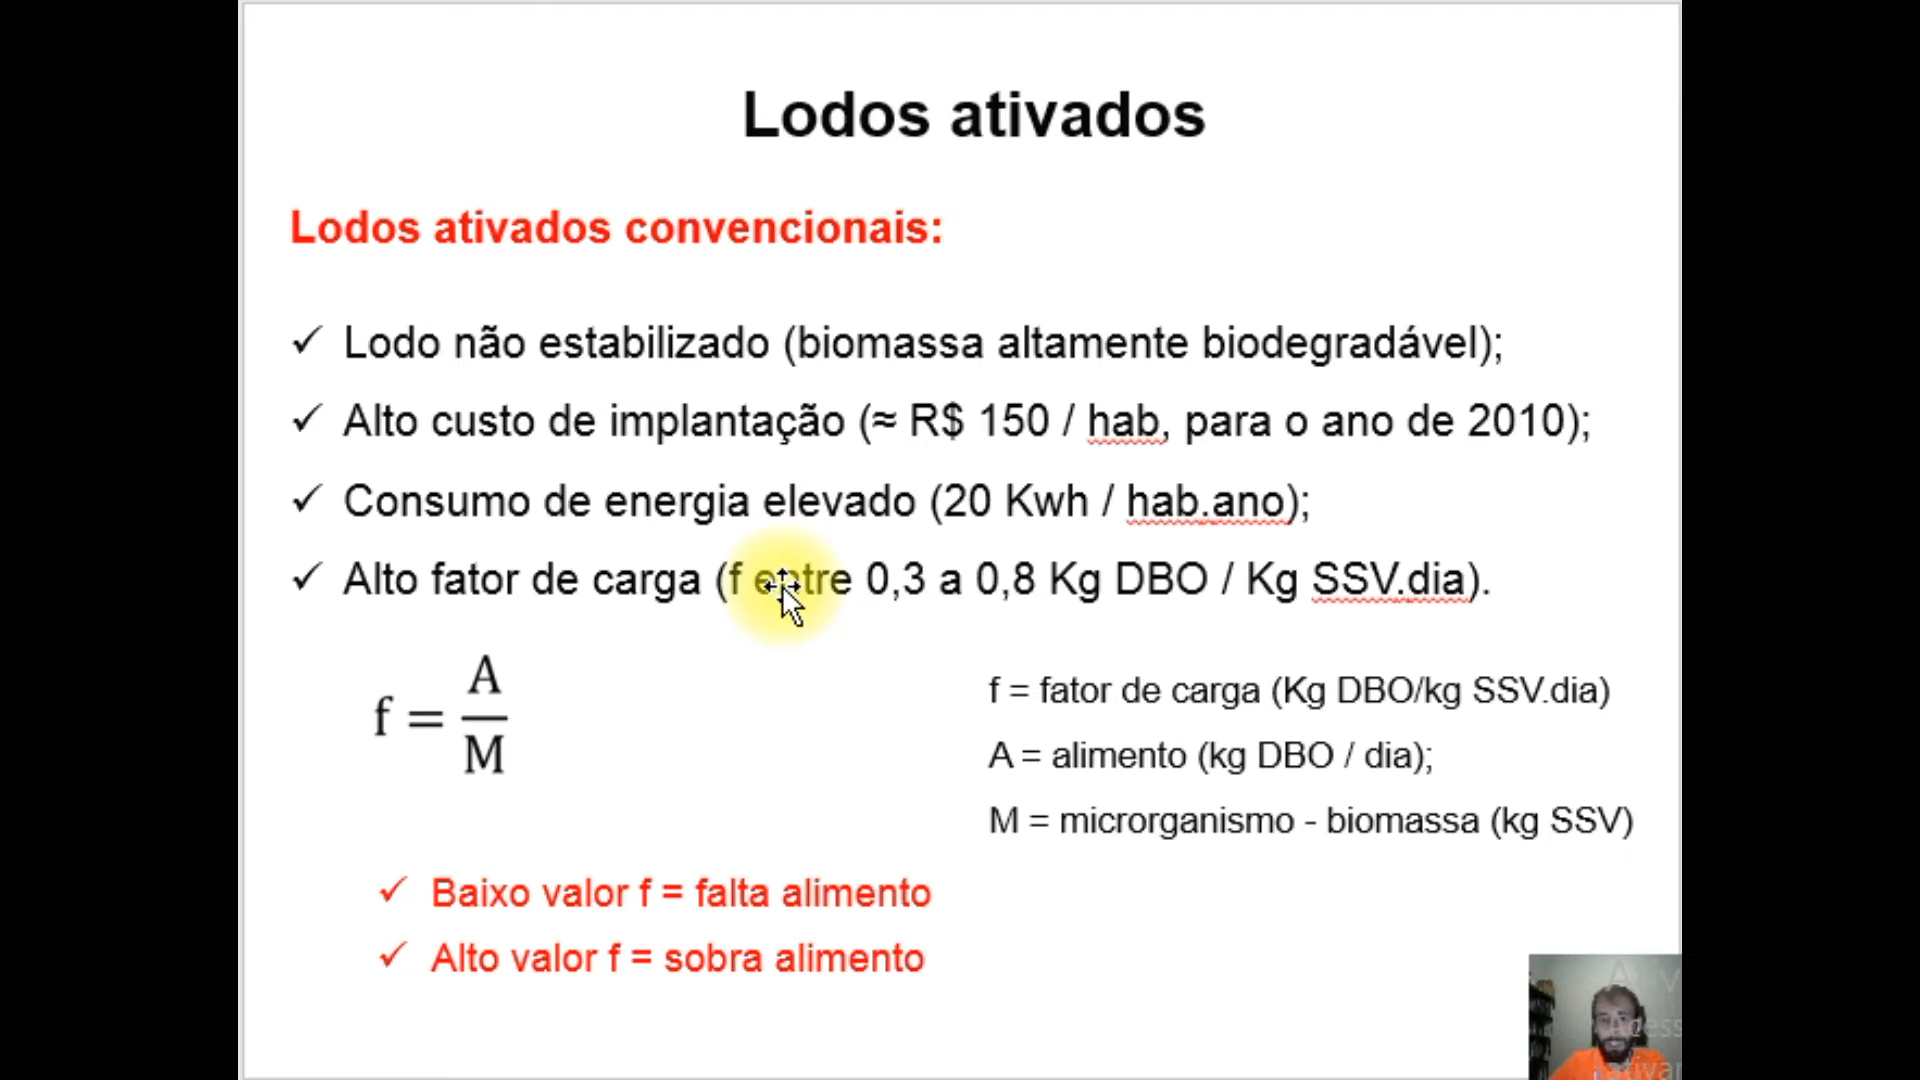 Lodos ativados
Lodos ativados convencionais:
✓ Lodo não estabilizado (biomassa altamente biodegradável);
✓ Alto custo de implantação (≈ R$ 150 / hab, para o ano de 2010);
✓ Consumo de energia elevado (20 Kwh / hab.ano);
✓ Alto fator de carga (f entre 0,3 a 0,8 Kg DBO / Kg SSV.dia).
f = A/M
f = fator de carga (Kg DBO/kg SSV.dia)
A = alimento (kg DBO / dia);
M = microrganismo - biomassa (kg SSV)
✓ Baixo valor f = falta alimento
✓ Alto valor f = sobra alimento